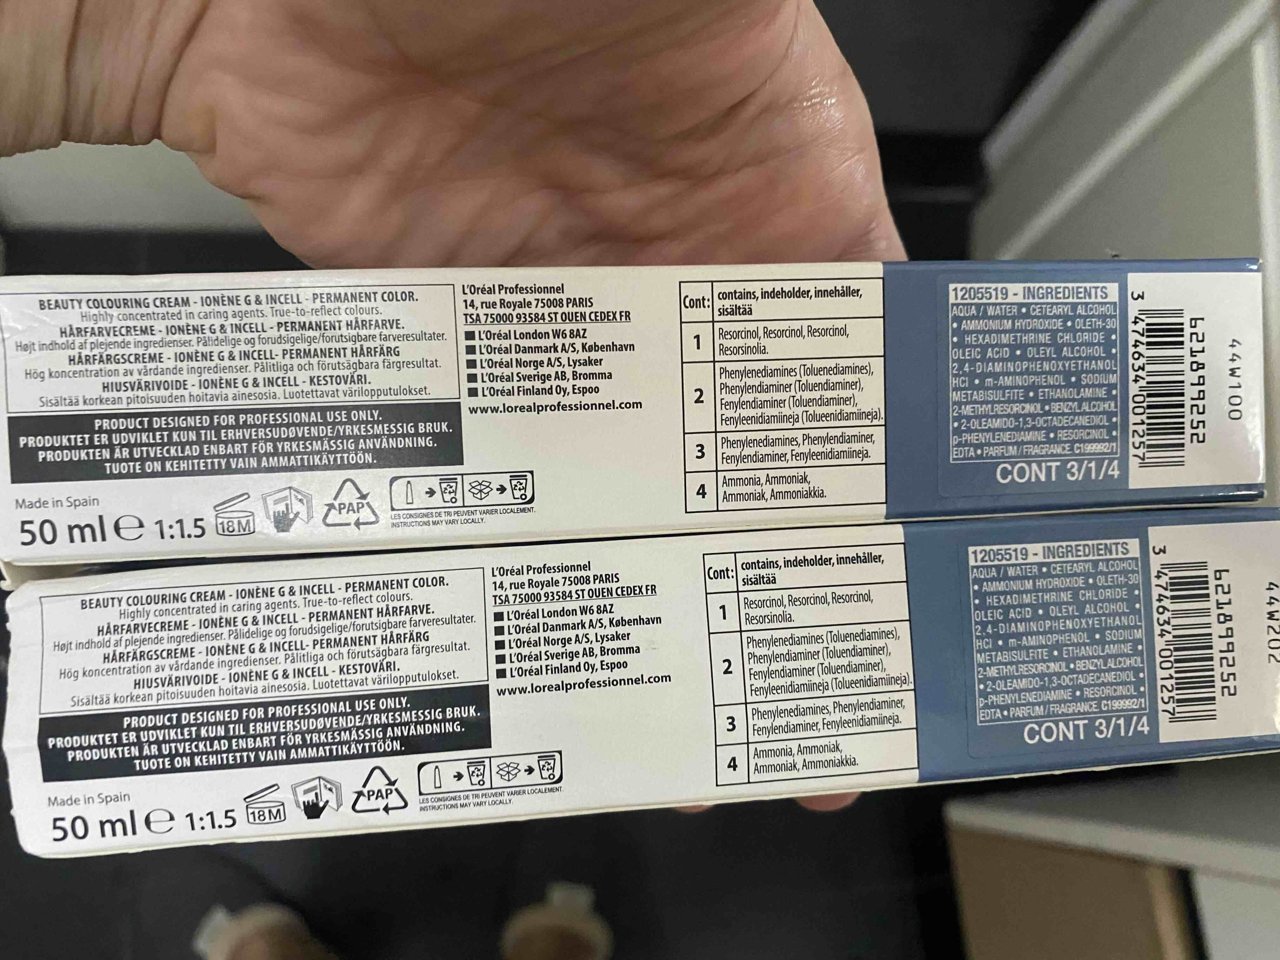 BEAUTY COLOURING CREAM - IONÈNE G & INCELL - PERMANENT COLOR.
Highly concentrated in caring agents. True-to-reflect colours.
HÅRFARVECREME - IONÈNE G & INCELL - PERMANENT HÅRFARVE.
Højt indhold af plejende ingredienser. Pålidelige og forudsigelige/forutsigbare farveresultater.
HÅRFÄRGSCREME - IONÈNE G & INCELL- PERMANENT HÅRFÄRG
Hög koncentration av vårdande ingredienser. Pålitliga och förutsägbara färgresultat.
HIUSVÄRIVOIDE - IONÈNE G & INCELL - KESTOVÄRI.
Sisältää korkean pitoisuuden hoitavia ainesosia. Luotettavat värilopputulokset.
PRODUCT DESIGNED FOR PROFESSIONAL USE ONLY.
PRODUKTET ER UDVIKLET KUN TIL ERHVERSUDØVENDE/YRKESMESSIG BRUK.
PRODUKTEN ÄR UTVECKLAD ENBART FÖR YRKESMÄSSIG ANVÄNDNING.
TUOTE ON KEHITETTY VAIN AMMATTIKÄYTTÖÖN.
Made in Spain
50 ml e 1:1.5
18M
PAP
LES CONSIGNES DE TRI PEUVENT VARIER LOCALEMENT.
INSTRUCTIONS MAY VARY LOCALLY.
L'Oréal Professionnel
14, rue Royale 75008 PARIS
TSA 75000 93584 ST OUEN CEDEX FR
L'Oréal London W6 8AZ
L'Oréal Danmark A/S, København
L'Oréal Norge A/S, Lysaker
L'Oréal Sverige AB, Bromma
L'Oréal Finland Oy, Espoo
www.lorealprofessionnel.com
Cont: contains, indeholder, innehåller,
sisältää
1 Resorcinol, Resorcinol, Resorcinol,
Resorsinolia.
2 Phenylenediamines (Toluenediamines),
Phenylendiaminer (Toluendiaminer),
Fenylendiaminer (Toluendiaminer),
Fenyleenidiamiineja (Tolueenidiamiineja).
3 Phenylenediamines, Phenylendiaminer,
Fenylendiaminer, Fenyleenidiamiineja.
4 Ammonia, Ammoniak,
Ammoniak, Ammoniakkia.
1205519 - INGREDIENTS
AQUA / WATER • CETEARYL ALCOHOL
• AMMONIUM HYDROXIDE • OLETH-30
• HEXADIMETHRINE CHLORIDE •
OLEIC ACID • OLEYL ALCOHOL •
2,4-DIAMINOPHENOXYETHANOL
HCl • m-AMINOPHENOL • SODIUM
METABISULFITE • ETHANOLAMINE •
2-METHYLRESORCINOL • BENZYL ALCOHOL
• 2-OLEAMIDO-1,3-OCTADECANEDIOL •
p-PHENYLENEDIAMINE • RESORCINOL •
EDTA • PARFUM / FRAGRANCE C199992/1
CONT 3/1/4
3 474634 001257
b21899252
44W100
BEAUTY COLOURING CREAM - IONÈNE G & INCELL - PERMANENT COLOR.
Highly concentrated in caring agents. True-to-reflect colours.
HÅRFARVECREME - IONÈNE G & INCELL - PERMANENT HÅRFARVE.
Højt indhold af plejende ingredienser. Pålidelige og forudsigelige/forutsigbare farveresultater.
HÅRFÄRGSCREME - IONÈNE G & INCELL- PERMANENT HÅRFÄRG
Hög koncentration av vårdande ingredienser. Pålitliga och förutsägbara färgresultat.
HIUSVÄRIVOIDE - IONÈNE G & INCELL - KESTOVÄRI.
Sisältää korkean pitoisuuden hoitavia ainesosia. Luotettavat värilopputulokset.
PRODUCT DESIGNED FOR PROFESSIONAL USE ONLY.
PRODUKTET ER UDVIKLET KUN TIL ERHVERSUDØVENDE/YRKESMESSIG BRUK.
PRODUKTEN ÄR UTVECKLAD ENBART FÖR YRKESMÄSSIG ANVÄNDNING.
TUOTE ON KEHITETTY VAIN AMMATTIKÄYTTÖÖN.
Made in Spain
50 ml e 1:1.5
18M
PAP
LES CONSIGNES DE TRI PEUVENT VARIER LOCALEMENT.
INSTRUCTIONS MAY VARY LOCALLY.
L'Oréal Professionnel
14, rue Royale 75008 PARIS
TSA 75000 93584 ST OUEN CEDEX FR
L'Oréal London W6 8AZ
L'Oréal Danmark A/S, København
L'Oréal Norge A/S, Lysaker
L'Oréal Sverige AB, Bromma
L'Oréal Finland Oy, Espoo
www.lorealprofessionnel.com
Cont: contains, indeholder, innehåller,
sisältää
1 Resorcinol, Resorcinol, Resorcinol,
Resorsinolia.
2 Phenylenediamines (Toluenediamines),
Phenylendiaminer (Toluendiaminer),
Fenylendiaminer (Toluendiaminer),
Fenyleenidiamiineja (Tolueenidiamiineja).
3 Phenylenediamines, Phenylendiaminer,
Fenylendiaminer, Fenyleenidiamiineja.
4 Ammonia, Ammoniak,
Ammoniak, Ammoniakkia.
1205519 - INGREDIENTS
AQUA / WATER • CETEARYL ALCOHOL
• AMMONIUM HYDROXIDE • OLETH-30
• HEXADIMETHRINE CHLORIDE •
OLEIC ACID • OLEYL ALCOHOL •
2,4-DIAMINOPHENOXYETHANOL
HCl • m-AMINOPHENOL • SODIUM
METABISULFITE • ETHANOLAMINE •
2-METHYLRESORCINOL • BENZYL ALCOHOL
• 2-OLEAMIDO-1,3-OCTADECANEDIOL •
p-PHENYLENEDIAMINE • RESORCINOL •
EDTA • PARFUM / FRAGRANCE C199992/1
CONT 3/1/4
3 474634 001257
b21899252
44W202